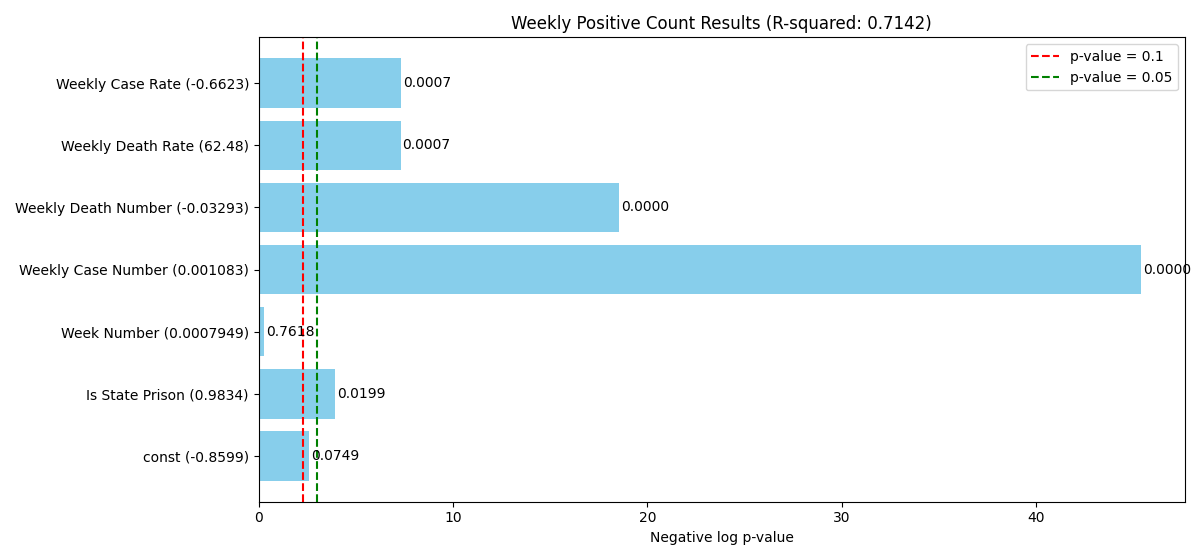 Weekly Positive Count Results (R-squared: 0.7142)
p-value = 0.1
p-value = 0.05
Weekly Case Rate (-0.6623) 0.0007
Weekly Death Rate (62.48) 0.0007
Weekly Death Number (-0.03293) 0.0000
Weekly Case Number (0.001083) 0.0000
Week Number (0.0007949) 0.7618
Is State Prison (0.9834) 0.0199
const (-0.8599) 0.0749
0 10 20 30 40
Negative log p-value